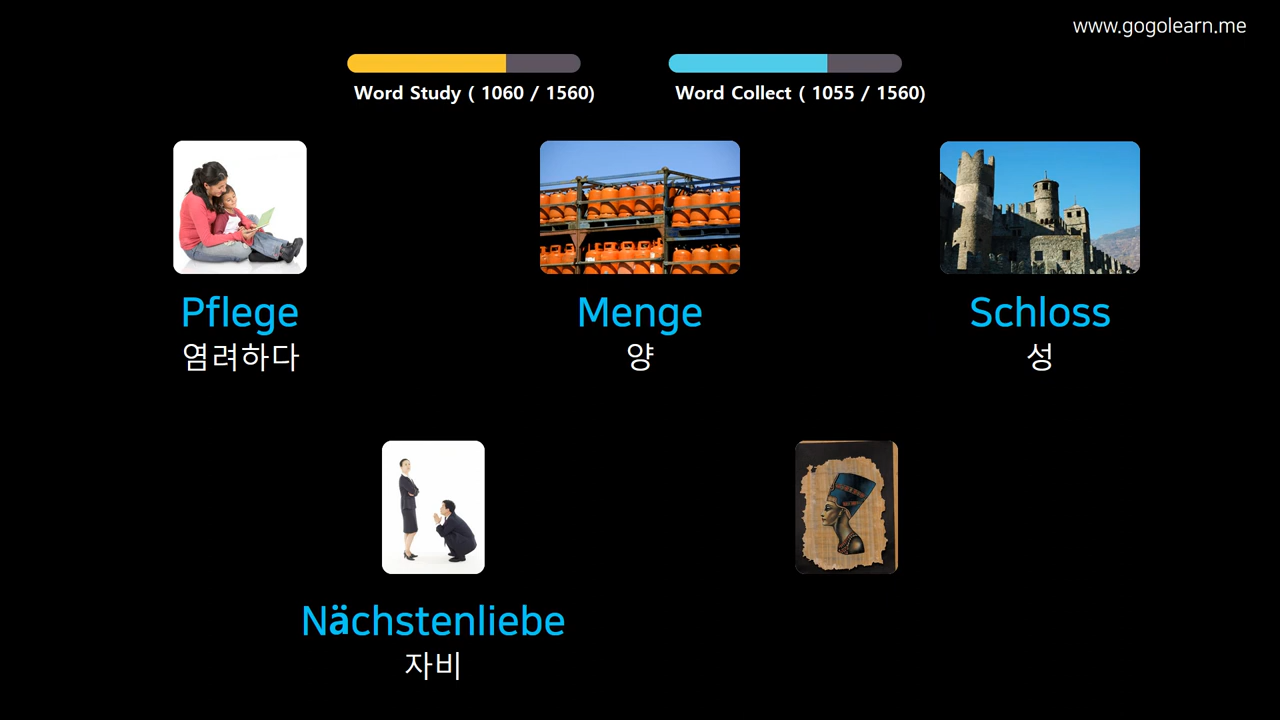 www.gogolearn.me
Word Study ( 1060 / 1560)
Word Collect ( 1055 / 1560)
Pflege
염려하다
Menge
양
Schloss
성
Nächstenliebe
자비